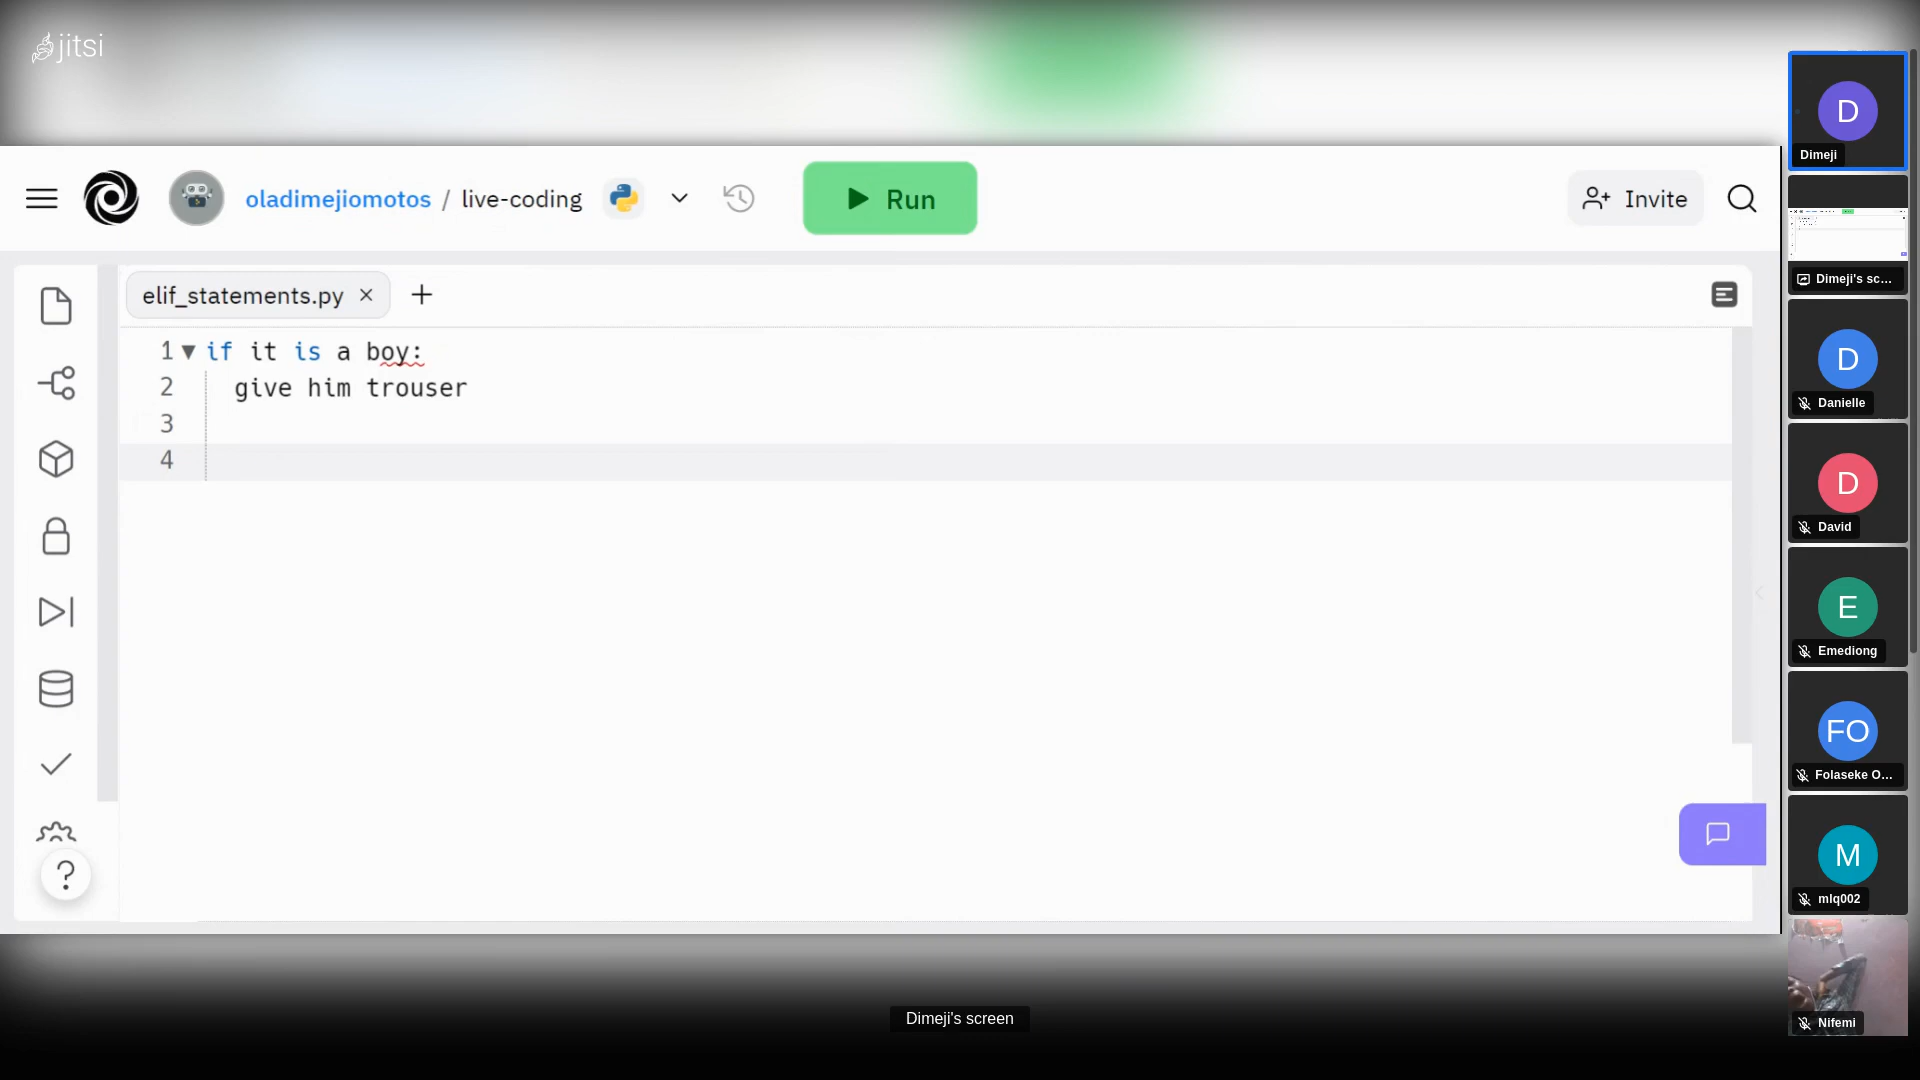 jitsi
oladimejiomotos / live-coding
Run
Invite
elif_statements.py
1 if it is a boy:
2 give him trouser
3
4
?
D
Dimeji
Dimeji's sc...
D
Danielle
D
David
E
Emediong
FO
Folaseke O...
M
mlq002
Nifemi
Dimeji's screen